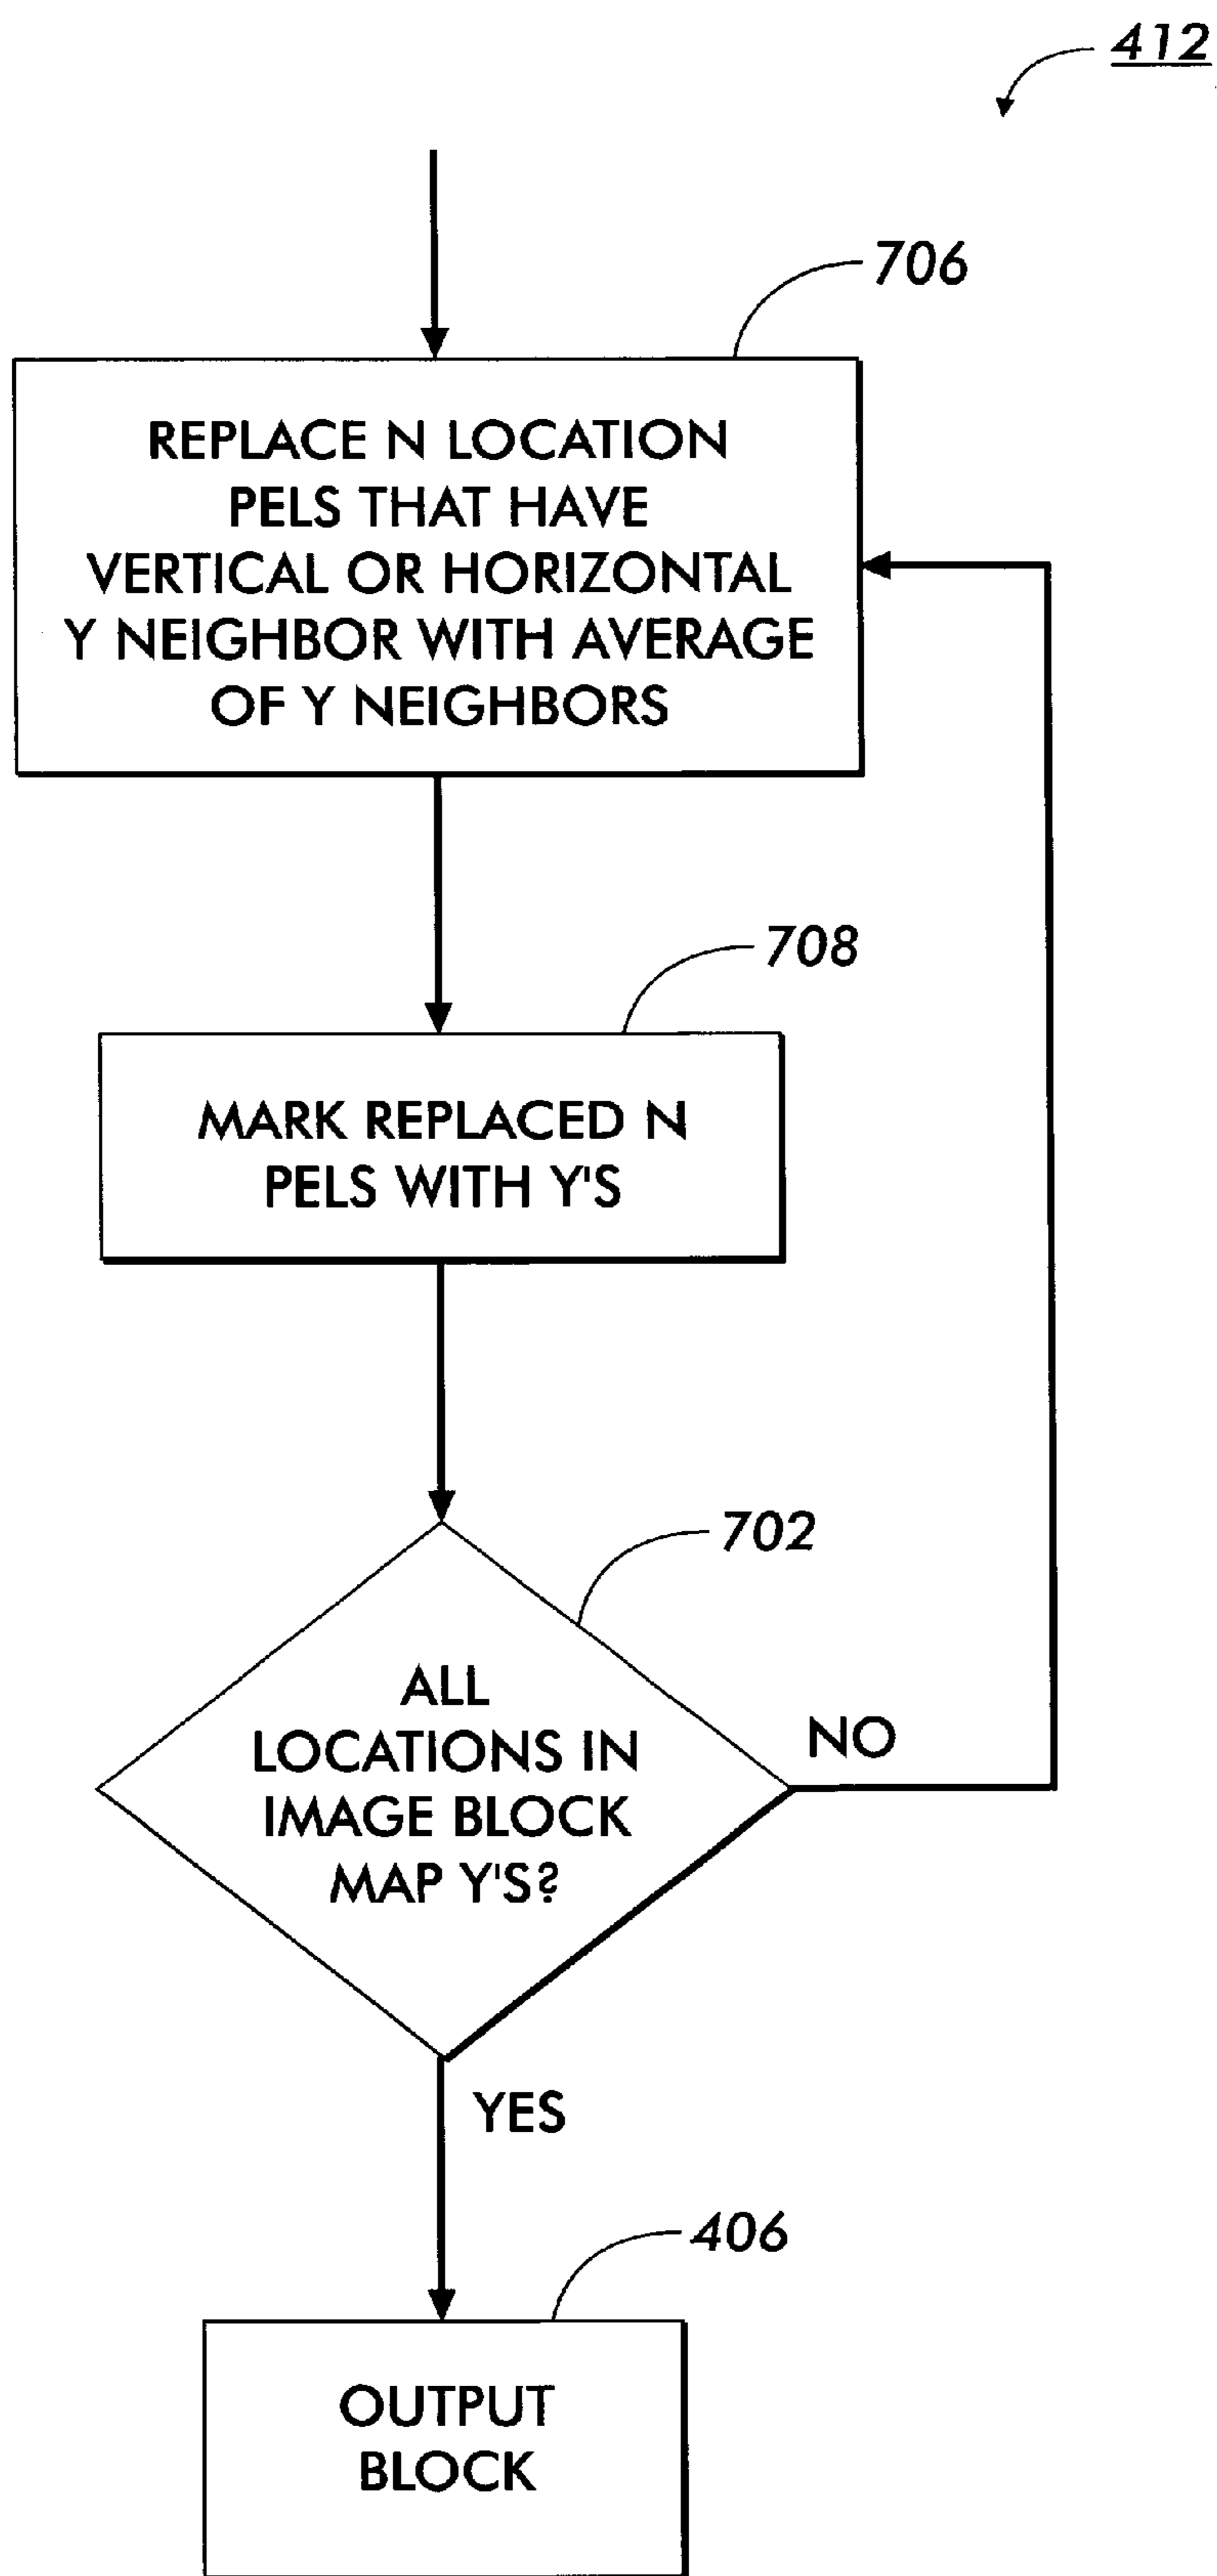 412
706
REPLACE N LOCATION
PELS THAT HAVE
VERTICAL OR HORIZONTAL
Y NEIGHBOR WITH AVERAGE
OF Y NEIGHBORS
708
MARK REPLACED N
PELS WITH Y'S
702
ALL
LOCATIONS IN
IMAGE BLOCK
MAP Y'S?
NO
YES
406
OUTPUT
BLOCK